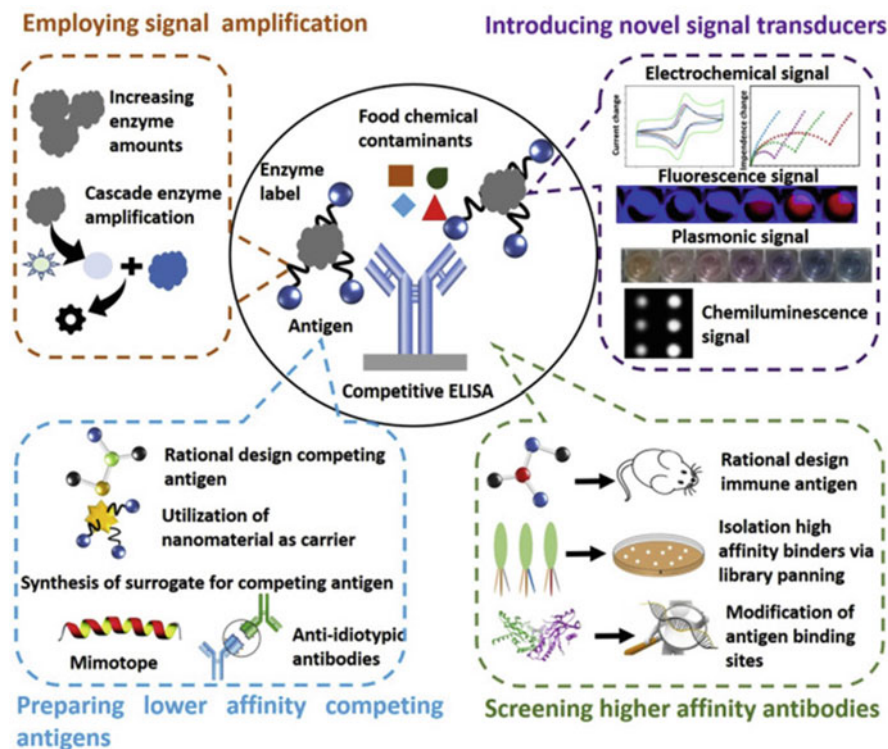 Employing signal amplification
Increasing
enzyme
amounts
Cascade enzyme
amplification
Introducing novel signal transducers
Electrochemical signal
Current change
Impendence change
Fluorescence signal
Plasmonic signal
Chemiluminescence
signal
Food chemical
contaminants
Enzyme
label
Antigen
Competitive ELISA
Rational design competing
antigen
Utilization of
nanomaterial as carrier
Synthesis of surrogate for competing antigen
Mimotope
Anti-idiotypic
antibodies
Preparing lower affinity competing
antigens
Rational design
immune antigen
Isolation high
affinity binders via
library panning
Modification of
antigen binding
sites
Screening higher affinity antibodies